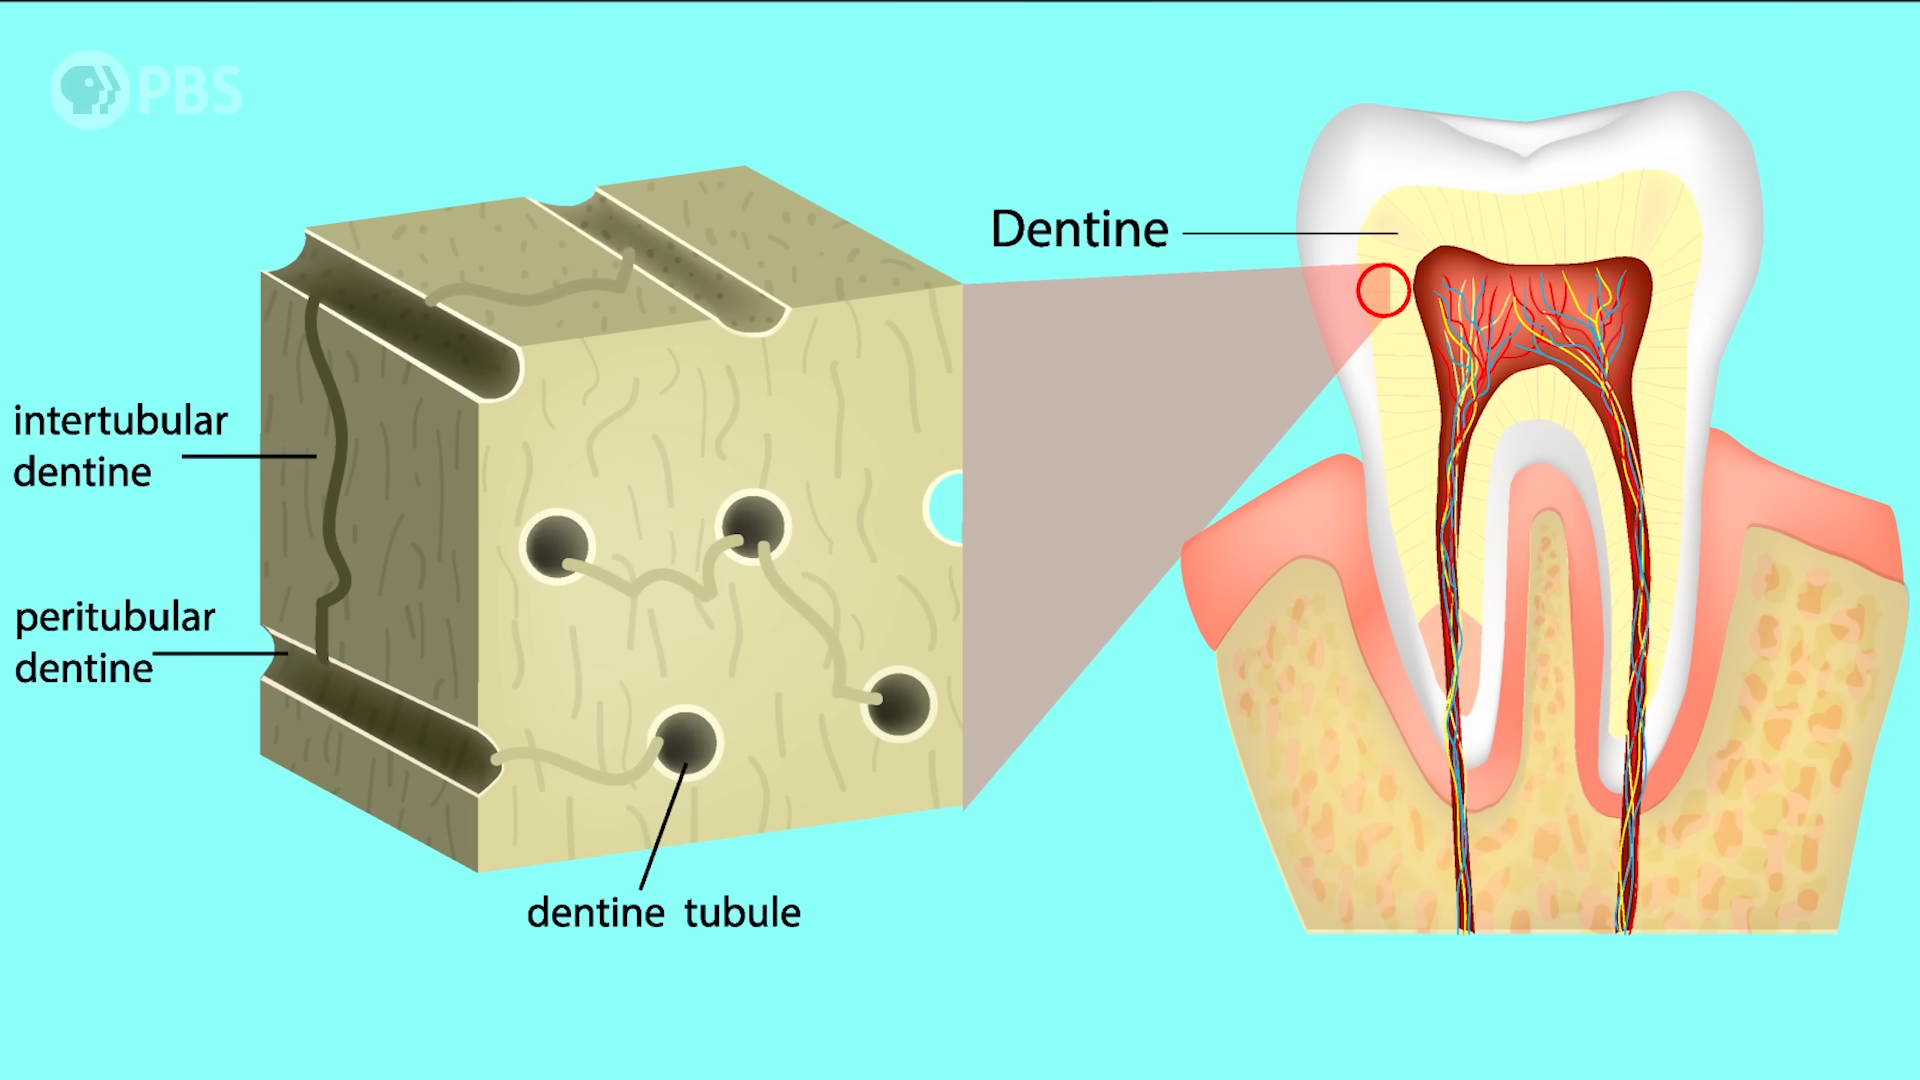 PBS
Dentine
intertubular
dentine
peritubular
dentine
dentine tubule